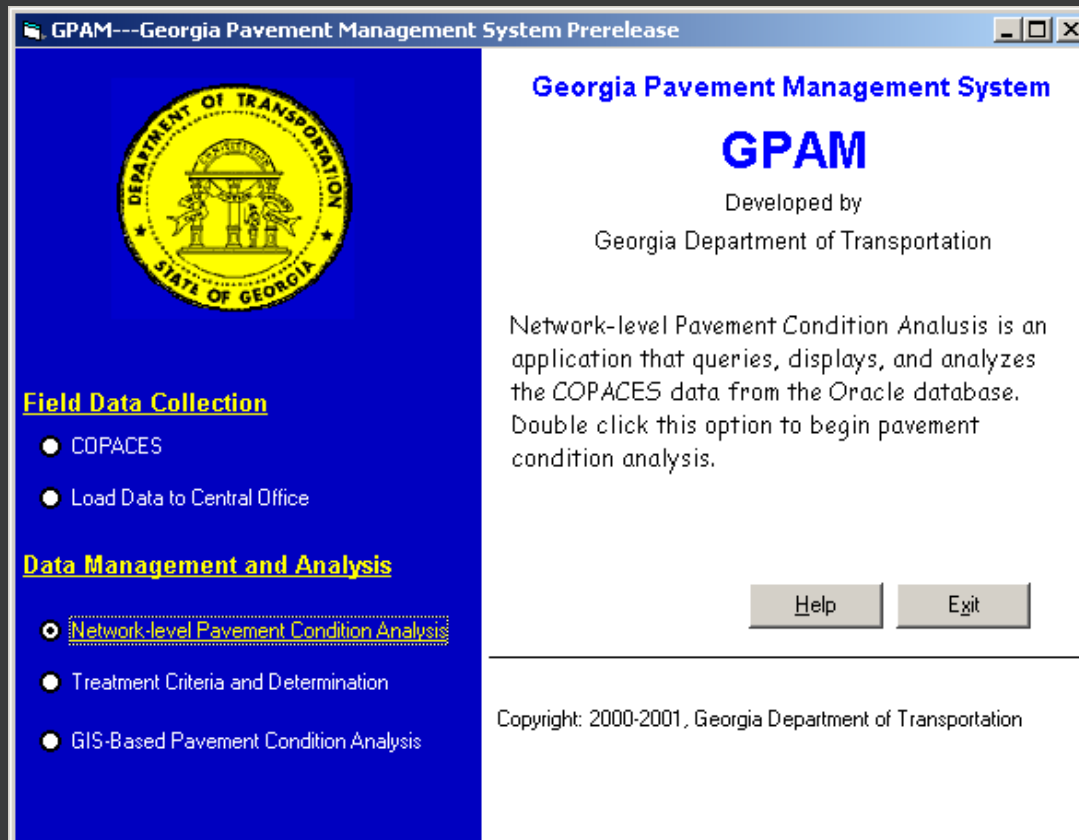 GPAM---Georgia Pavement Management System Prerelease
DEPARTMENT OF TRANSPORTATION
STATE OF GEORGIA
CONSTITUTION
Field Data Collection
COPACES
Load Data to Central Office
Data Management and Analysis
Network-level Pavement Condition Analysis
Treatment Criteria and Determination
GIS-Based Pavement Condition Analysis
Georgia Pavement Management System
GPAM
Developed by
Georgia Department of Transportation
Network-level Pavement Condition Analusis is an
application that queries, displays, and analyzes
the COPACES data from the Oracle database.
Double click this option to begin pavement
condition analysis.
Help
Exit
Copyright: 2000-2001, Georgia Department of Transportation